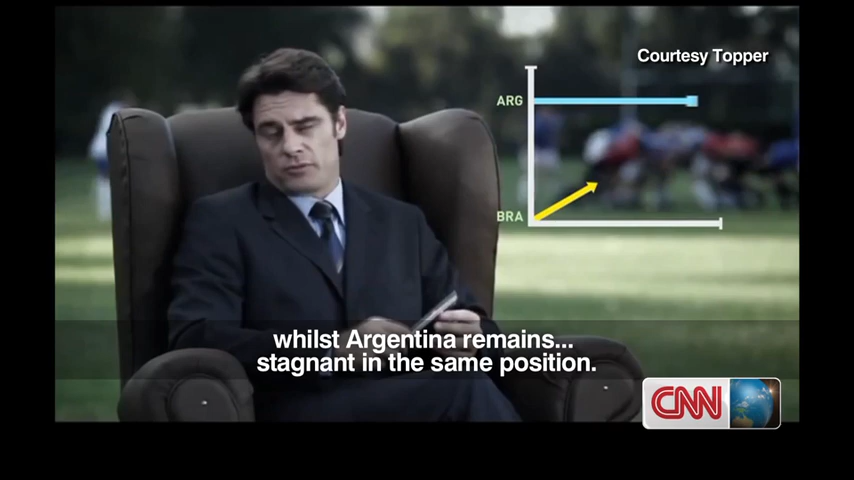 Courtesy Topper
ARG
BRA
whilst Argentina remains...
stagnant in the same position.
CNN